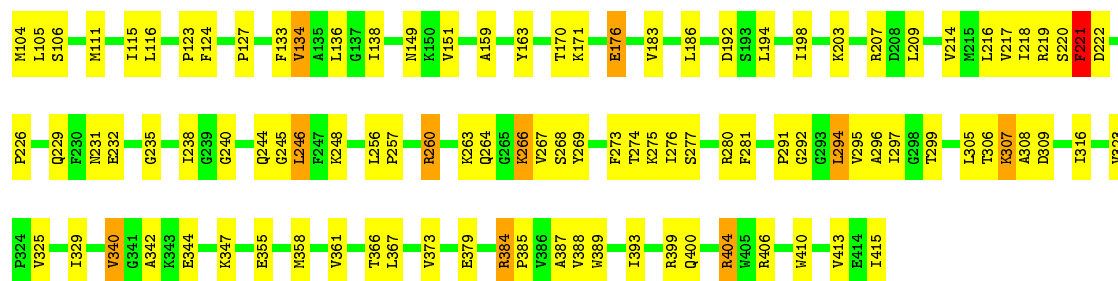 M104 L105 S106 M111 I115 L116 P123 F124 P127 F133 V134 A135 L136 G137 I138 N149 K150 V151 A159 Y163 T170 K171 E176 V183 L186 D192 S193 L194 I198 K203 R207 D208 L209 V214 M215 L216 V217 I218 R219 S220 F221 D222
P226 Q229 F230 N231 E232 G235 I238 G239 G240 Q244 G245 L246 F247 K248 L256 P257 R260 K263 Q264 G265 K266 V267 S268 Y269 F273 T274 K275 I276 S277 R280 F281 P291 G292 G293 L294 V295 A296 I297 G298 T299 L305 T306 K307 A308 D309 I316
P324 V325 I329 V340 G341 A342 K343 E344 K347 E355 M358 V361 T366 L367 V373 E379 R384 P385 V386 A387 V388 W389 I393 R399 Q400 R404 W405 R406 W410 V413 E414 I415